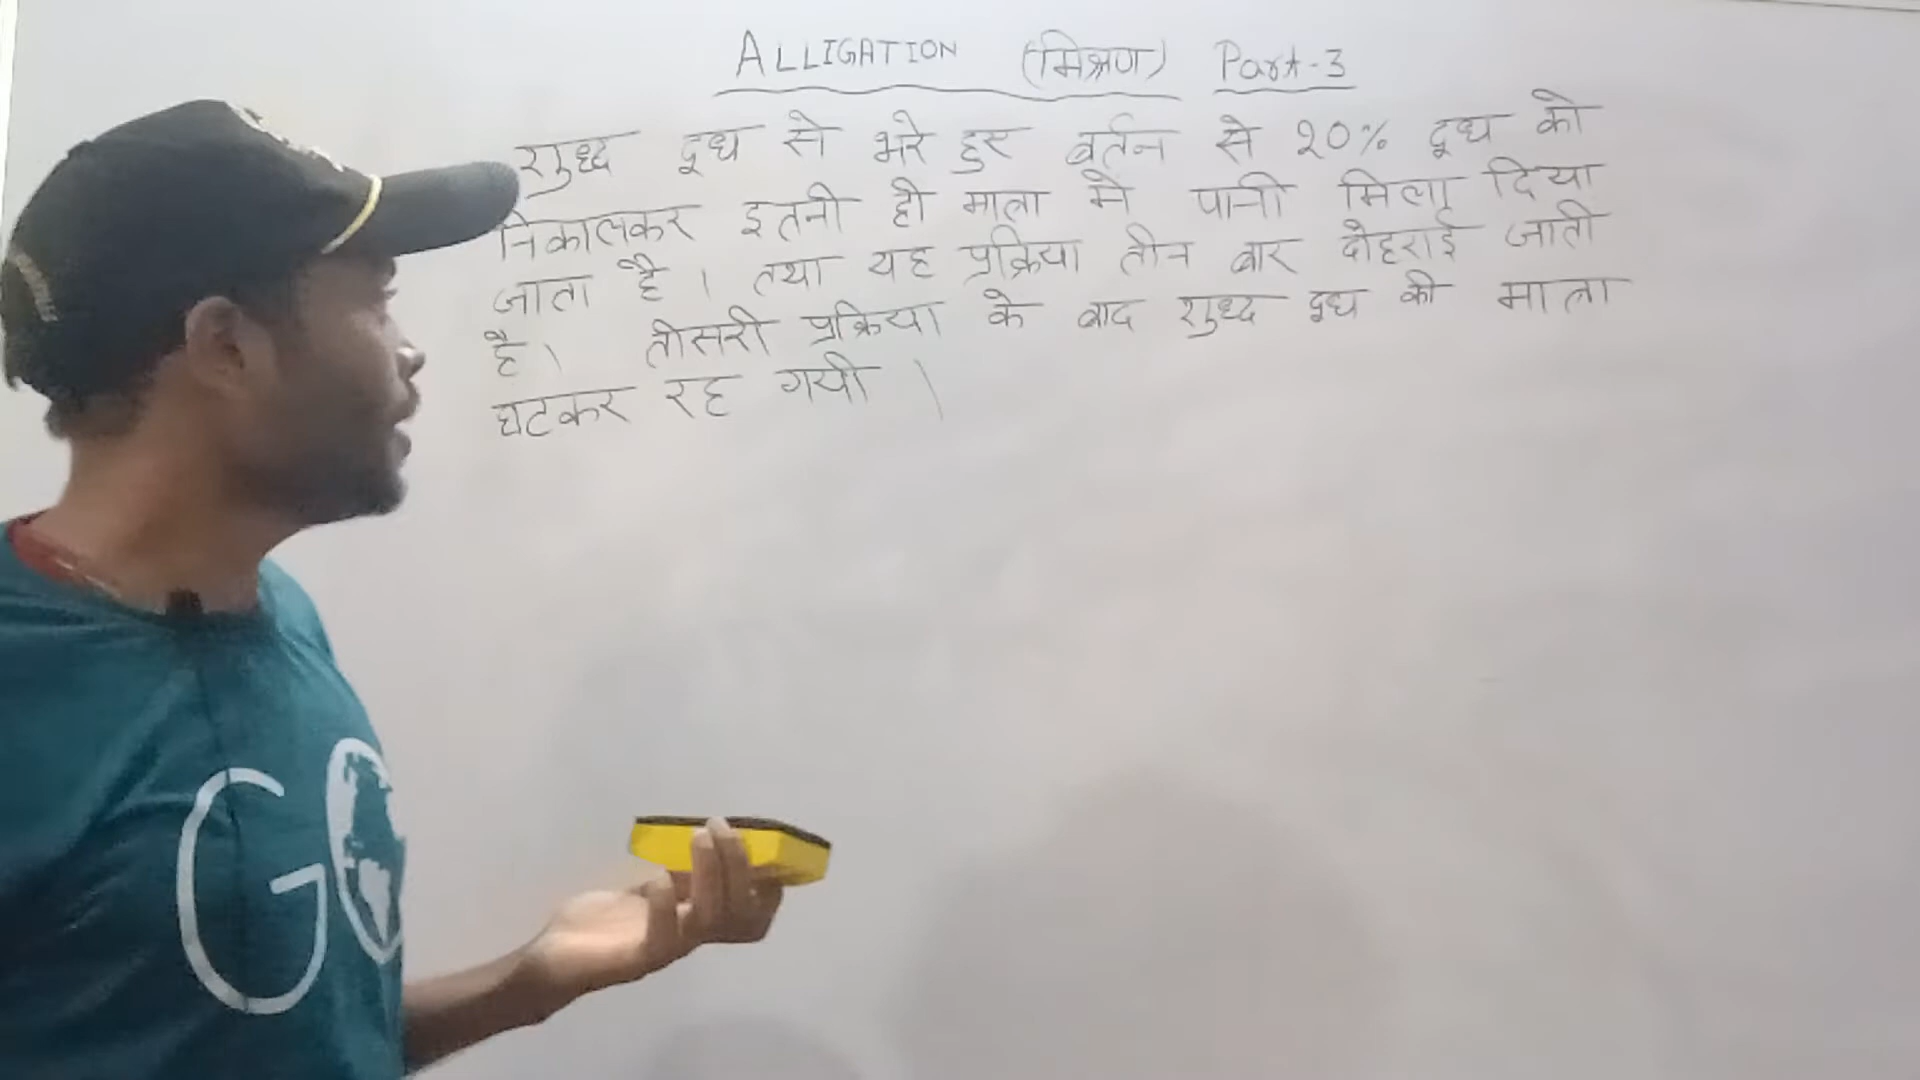 ALLIGATION (मिश्रण) Part-3
शुध्द दूध से भरे हुए बर्तन से 20% दूध को
निकालकर इतनी ही मात्रा में पानी मिला दिया
जाता है । तथा यह प्रक्रिया तीन बार दोहराई जाती
है। तीसरी प्रक्रिया के बाद शुध्द दूध की मात्रा
घटकर रह गयी ।
GO